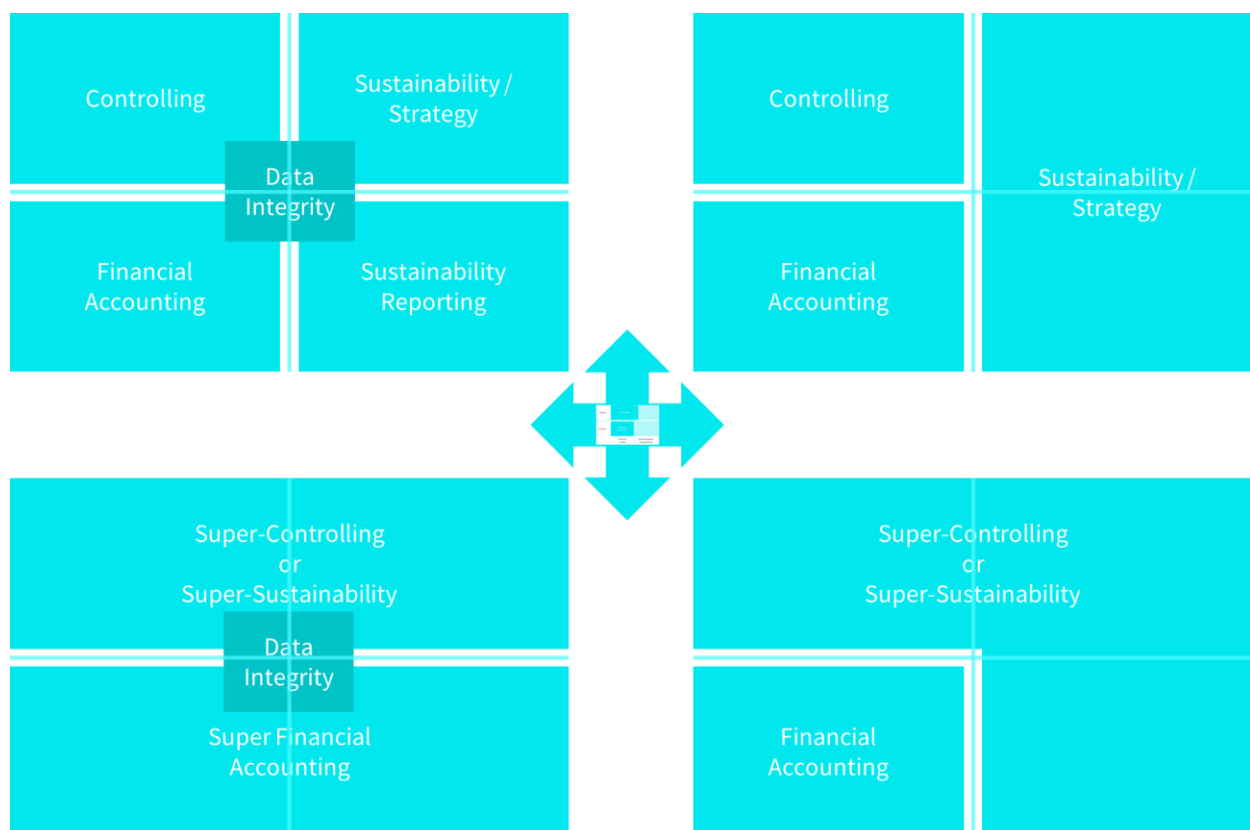 Controlling
Sustainability /
Strategy
Data
Integrity
Financial
Accounting
Sustainability
Reporting
Controlling
Sustainability /
Strategy
Financial
Accounting
Super-Controlling
or
Super-Sustainability
Data
Integrity
Super Financial
Accounting
Super-Controlling
or
Super-Sustainability
Financial
Accounting